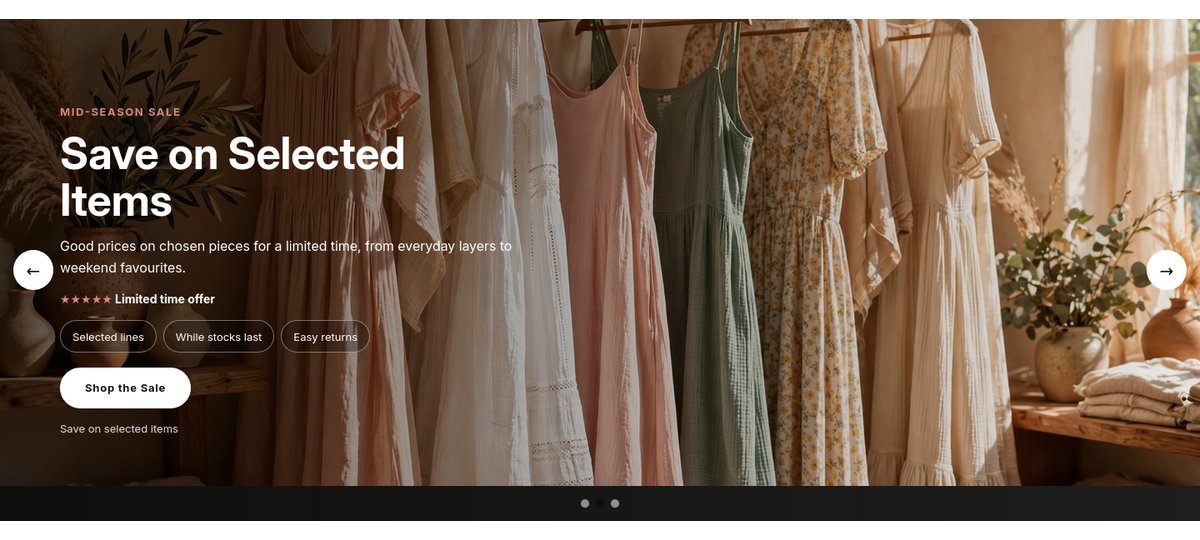 MID-SEASON SALE
Save on Selected
Items
Good prices on chosen pieces for a limited time, from everyday layers to
weekend favourites.
★★★★★ Limited time offer
Selected lines
While stocks last
Easy returns
Shop the Sale
Save on selected items